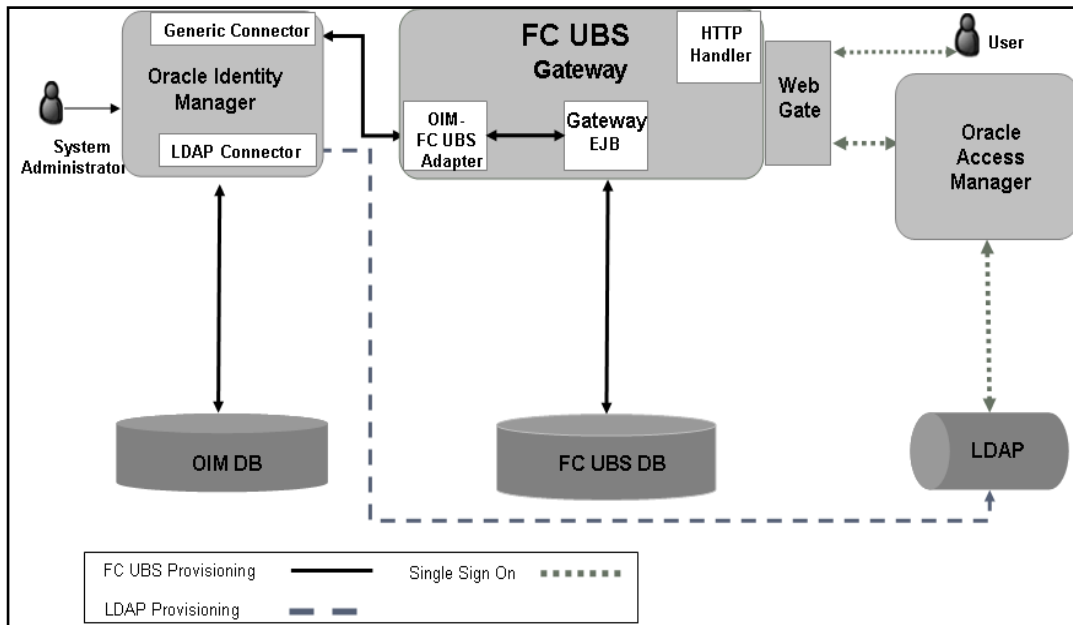 Generic Connector
Oracle Identity
Manager
LDAP Connector
System
Administrator
FC UBS
Gateway
HTTP
Handler
OIM-
FC UBS
Adapter
Gateway
EJB
Web
Gate
User
Oracle
Access
Manager
OIM DB
FC UBS DB
LDAP
FC UBS Provisioning
Single Sign On
LDAP Provisioning